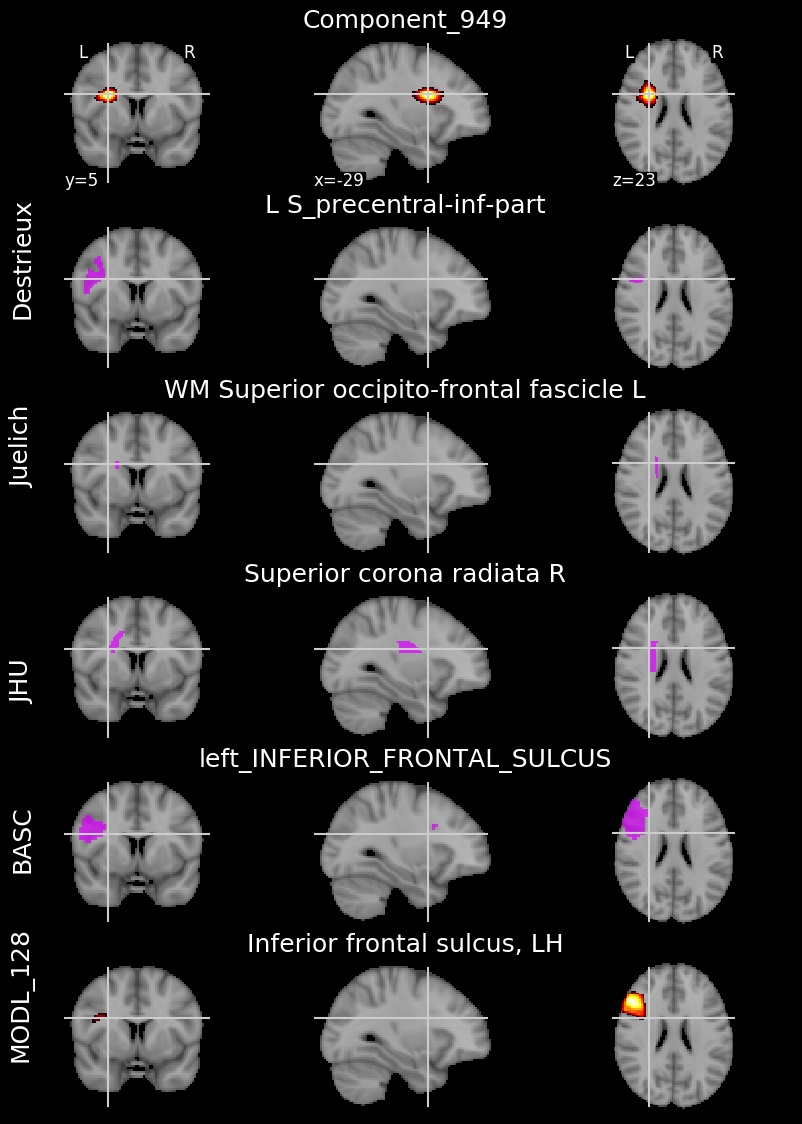 Component_949
L R L R
y=5 x=-29 z=23
L S_precentral-inf-part
Destrieux
WM Superior occipito-frontal fascicle L
Juelich
Superior corona radiata R
JHU
left_INFERIOR_FRONTAL_SULCUS
BASC
Inferior frontal sulcus, LH
MODL_128